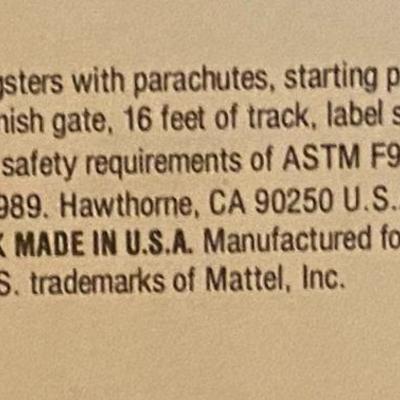 gsters with parachutes, starting p
nish gate, 16 feet of track, label s
safety requirements of ASTM F9
989. Hawthorne, CA 90250 U.S.
K MADE IN U.S.A. Manufactured fo
S. trademarks of Mattel, Inc.